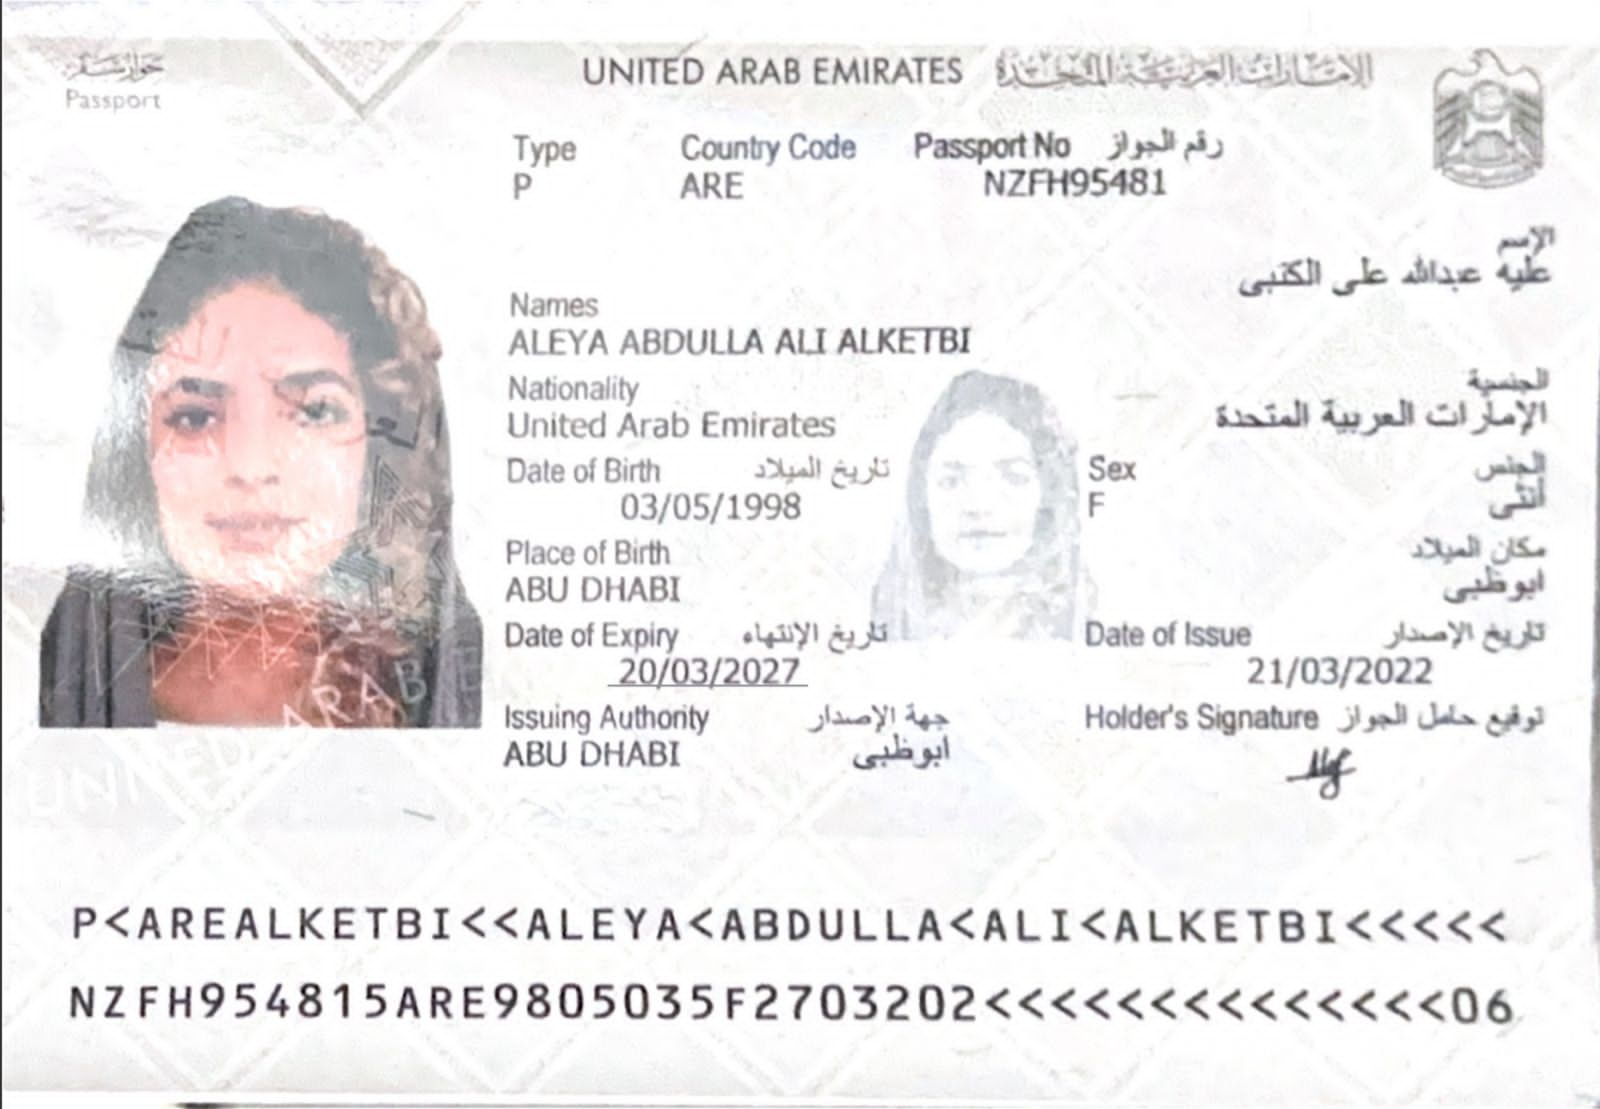 جواز سفر
Passport
UNITED ARAB EMIRATES الإمارات العربية المتحدة
Type Country Code Passport No رقم الجواز
P ARE NZFH95481
الإسم
علية عبدالله على الكتبى
Names
ALEYA ABDULLA ALI ALKETBI
Nationality الجنسية
United Arab Emirates الإمارات العربية المتحدة
Date of Birth تاريخ الميلاد Sex الجنس
03/05/1998 F أنثى
Place of Birth مكان الميلاد
ABU DHABI ابوظبى
Date of Expiry تاريخ الإنتهاء Date of Issue تاريخ الإصدار
20/03/2027 21/03/2022
Issuing Authority جهة الإصدار Holder's Signature توقيع حامل الجواز
ABU DHABI ابوظبى
P<AREALKETBI<<ALEYA<ABDULLA<ALI<ALKETBI<<<<<
NZFH954815ARE9805035F2703202<<<<<<<<<<<<<<06